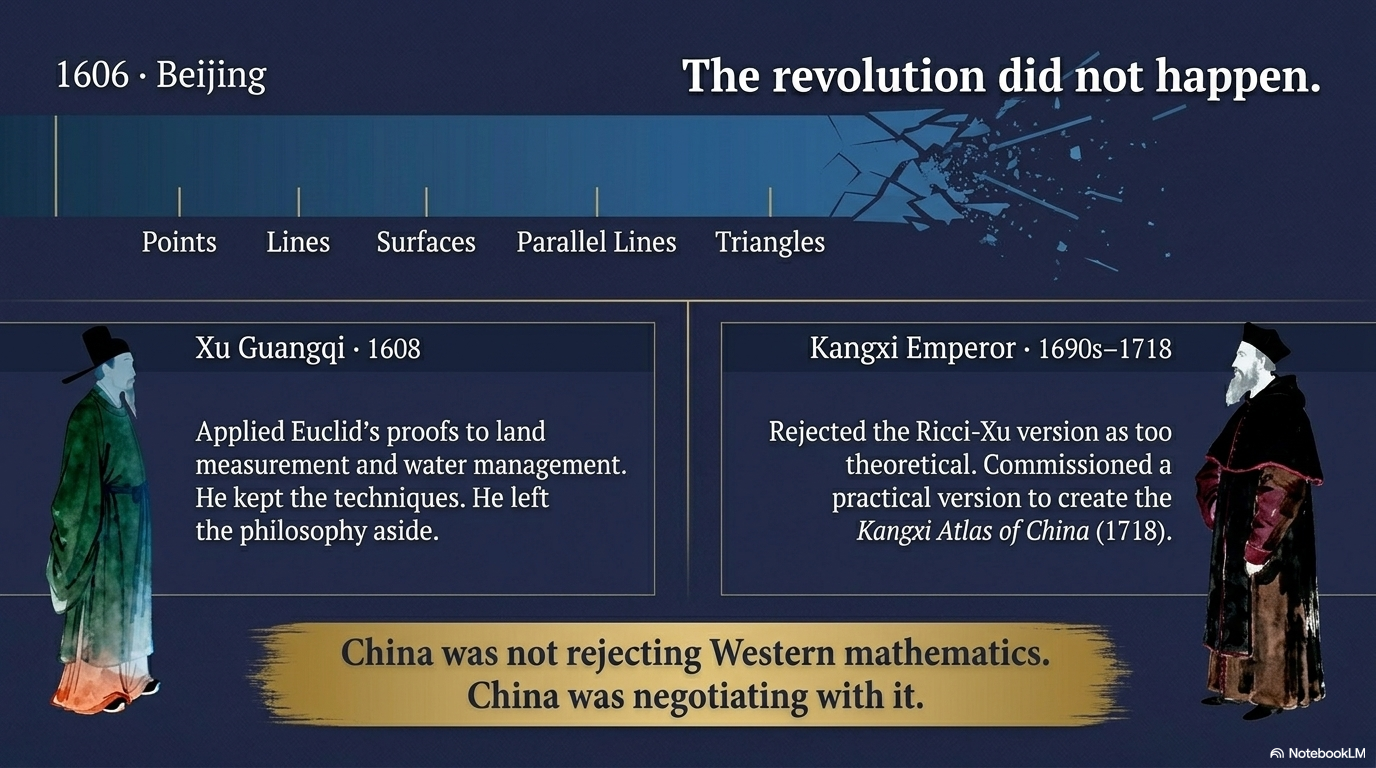 1606 · Beijing
The revolution did not happen.
Points
Lines
Surfaces
Parallel Lines
Triangles
Xu Guangqi · 1608
Applied Euclid’s proofs to land
measurement and water management.
He kept the techniques. He left
the philosophy aside.
Kangxi Emperor · 1690s–1718
Rejected the Ricci-Xu version as too
theoretical. Commissioned a
practical version to create the
Kangxi Atlas of China (1718).
China was not rejecting Western mathematics.
China was negotiating with it.
NotebookLM